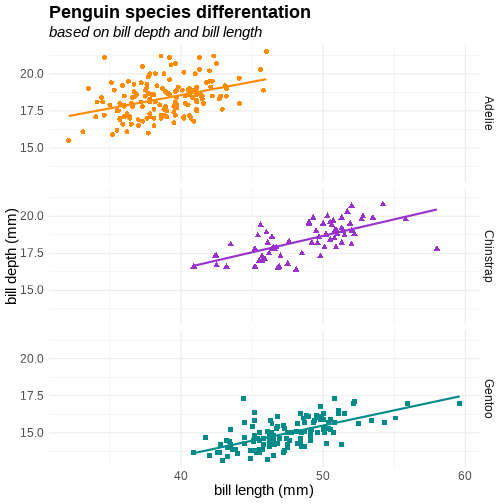 Penguin species differentation
based on bill depth and bill length
20.0
17.5
15.0
Adelie
20.0
17.5
15.0
Chinstrap
20.0
17.5
15.0
Gentoo
bill depth (mm)
40 50 60
bill length (mm)